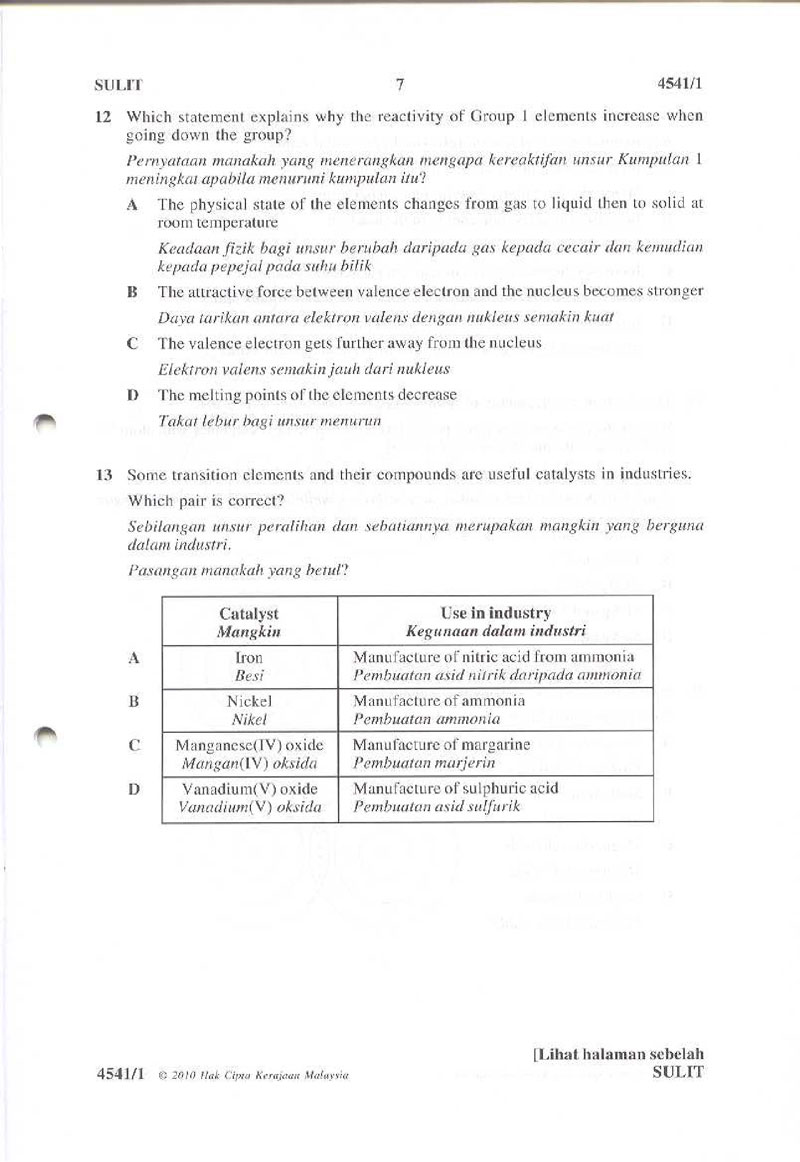 SULIT 7 4541/1
12 Which statement explains why the reactivity of Group 1 elements increase when
going down the group?
Pernyataan manakah yang menerangkan mengapa kereaktifan unsur Kumpulan 1
meningkat apabila menuruni kumpulan itu?
A The physical state of the elements changes from gas to liquid then to solid at
room temperature
Keadaan fizik bagi unsur berubah daripada gas kepada cecair dan kemudian
kepada pepejal pada suhu bilik
B The attractive force between valence electron and the nucleus becomes stronger
Daya tarikan antara elektron valens dengan nukleus semakin kuat
C The valence electron gets further away from the nucleus
Elektron valens semakin jauh dari nukleus
D The melting points of the elements decrease
Takat lebur bagi unsur menurun
13 Some transition elements and their compounds are useful catalysts in industries.
Which pair is correct?
Sebilangan unsur peralihan dan sebatiannya merupakan mangkin yang berguna
dalam industri.
Pasangan manakah yang betul?
Catalyst Use in industry
Mangkin Kegunaan dalam industri
A Iron Manufacture of nitric acid from ammonia
Besi Pembuatan asid nitrik daripada ammonia
B Nickel Manufacture of ammonia
Nikel Pembuatan ammonia
C Manganese(IV) oxide Manufacture of margarine
Mangan(IV) oksida Pembuatan marjerin
D Vanadium(V) oxide Manufacture of sulphuric acid
Vanadium(V) oksida Pembuatan asid sulfurik
[Lihat halaman sebelah
4541/1 © 2010 Hak Cipta Kerajaan Malaysia SULIT